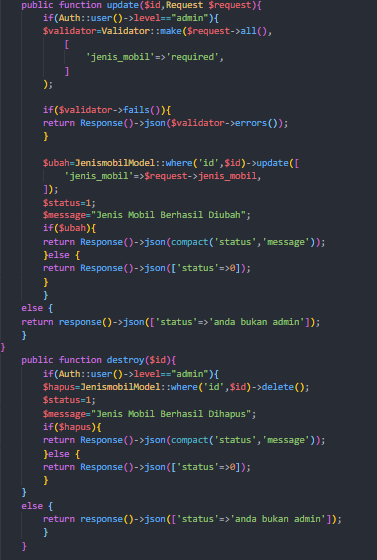 public function update($id,Request $request){
if(Auth::user()->level=="admin"){
$validator=Validator::make($request->all(),
[
'jenis_mobil'=>'required',
]
);
if($validator->fails()){
return Response()->json($validator->errors());
}
$ubah=JenismobilModel::where('id',$id)->update([
'jenis_mobil'=>$request->jenis_mobil,
]);
$status=1;
$message="Jenis Mobil Berhasil Diubah";
if($ubah){
return Response()->json(compact('status','message'));
}else {
return Response()->json(['status'=>0]);
}
}
else {
return response()->json(['status'=>'anda bukan admin']);
}
}
public function destroy($id){
if(Auth::user()->level=="admin"){
$hapus=JenismobilModel::where('id',$id)->delete();
$status=1;
$message="Jenis Mobil Berhasil Dihapus";
if($hapus){
return Response()->json(compact('status','message'));
}else {
return Response()->json(['status'=>0]);
}
}
else {
return response()->json(['status'=>'anda bukan admin']);
}
}